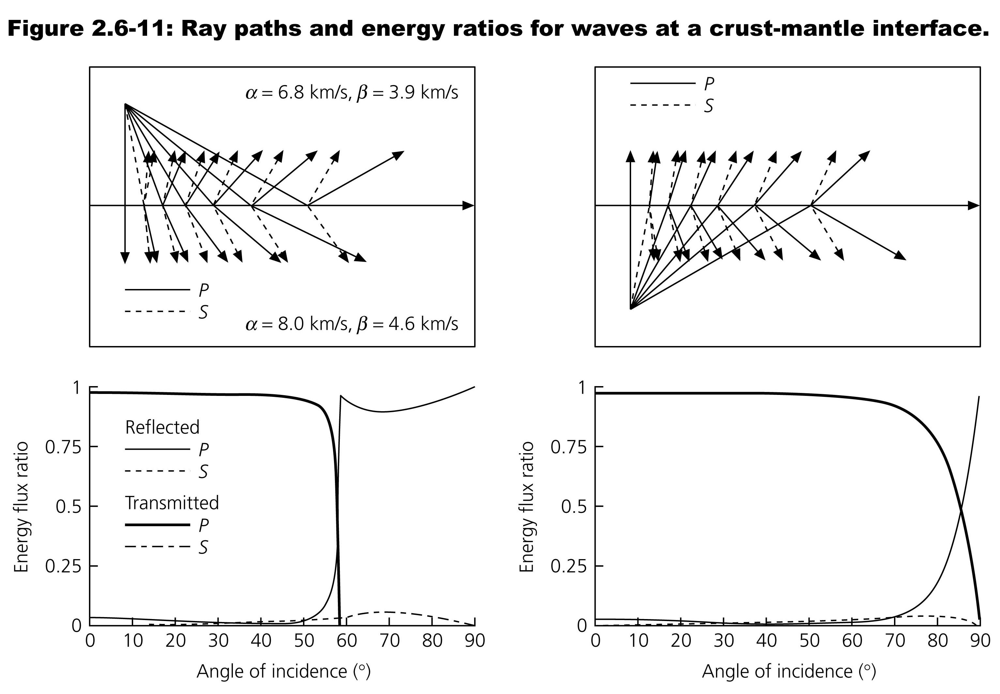 Figure 2.6-11: Ray paths and energy ratios for waves at a crust-mantle interface.
α = 6.8 km/s, β = 3.9 km/s
P
S
α = 8.0 km/s, β = 4.6 km/s
P
S
Energy flux ratio
1
0.75
0.5
0.25
0
Reflected
P
S
Transmitted
P
S
0 10 20 30 40 50 60 70 80 90
Angle of incidence (°)
Energy flux ratio
1
0.75
0.5
0.25
0
0 10 20 30 40 50 60 70 80 90
Angle of incidence (°)